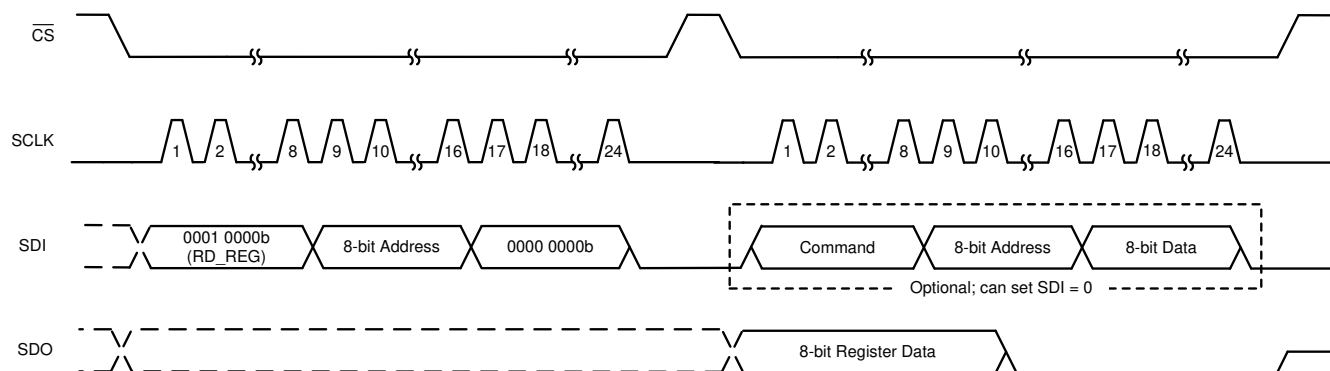 CS
SCLK
1 2 8 9 10 16 17 18 24 1 2 8 9 10 16 17 18 24
SDI
0001 0000b
(RD_REG)
8-bit Address
0000 0000b
Command
8-bit Address
8-bit Data
Optional; can set SDI = 0
SDO
8-bit Register Data